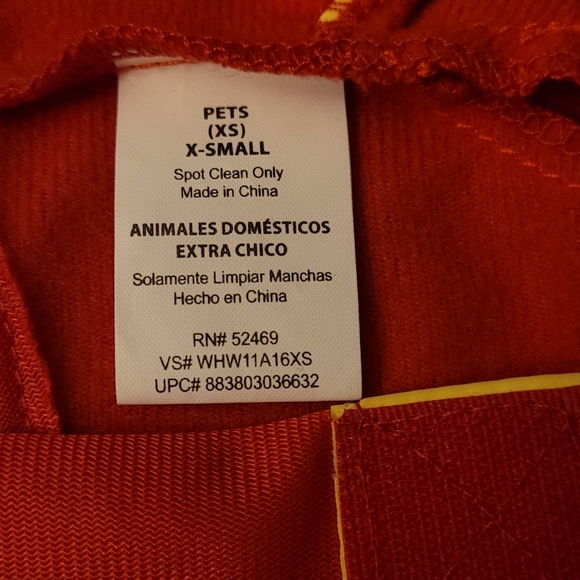 PETS
(XS)
X-SMALL
Spot Clean Only
Made in China
ANIMALES DOMÉSTICOS
EXTRA CHICO
Solamente Limpiar Manchas
Hecho en China
RN# 52469
VS# WHW11A16XS
UPC# 883803036632